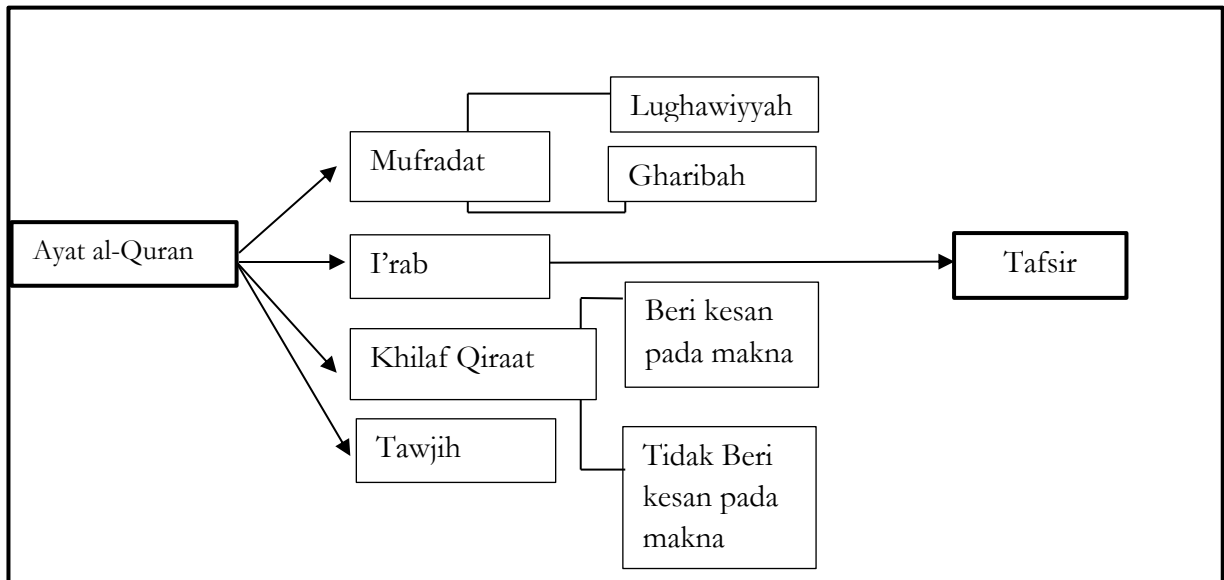 Lughawiyyah
Mufradat
Gharibah
Ayat al-Quran
I’rab
Tafsir
Beri kesan
pada makna
Khilaf Qiraat
Tawjih
Tidak Beri
kesan pada
makna